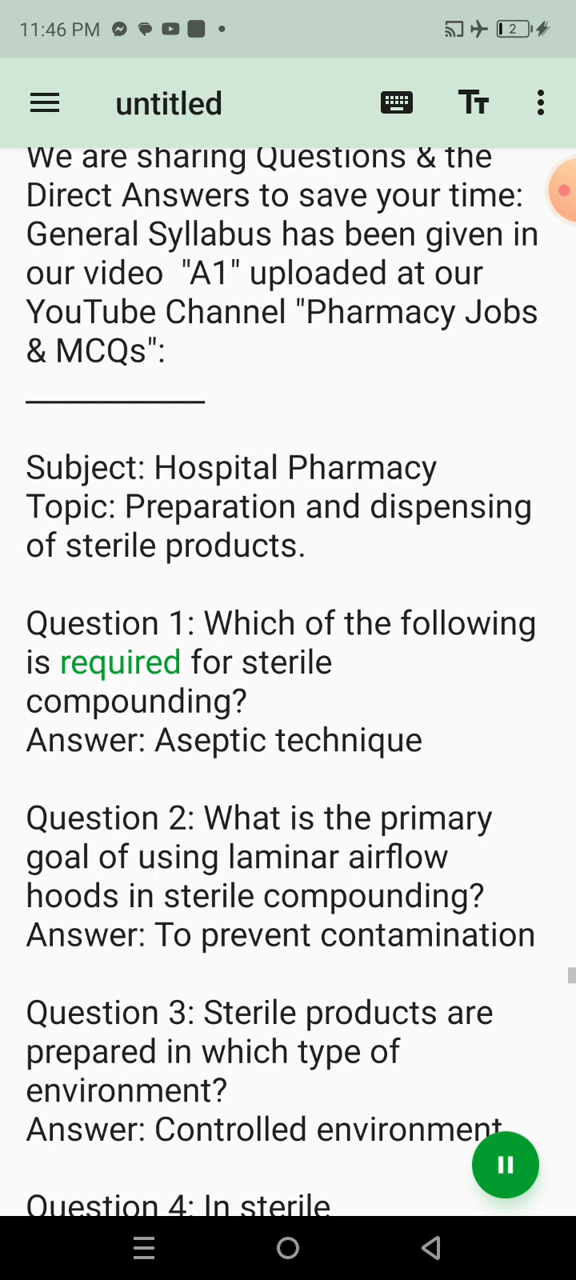 11:46 PM
2
untitled
We are sharing Questions & the
Direct Answers to save your time:
General Syllabus has been given in
our video  "A1" uploaded at our
YouTube Channel "Pharmacy Jobs
& MCQs":
____________
Subject: Hospital Pharmacy
Topic: Preparation and dispensing
of sterile products.
Question 1: Which of the following
is required for sterile
compounding?
Answer: Aseptic technique
Question 2: What is the primary
goal of using laminar airflow
hoods in sterile compounding?
Answer: To prevent contamination
Question 3: Sterile products are
prepared in which type of
environment?
Answer: Controlled environment
Question 4: In sterile